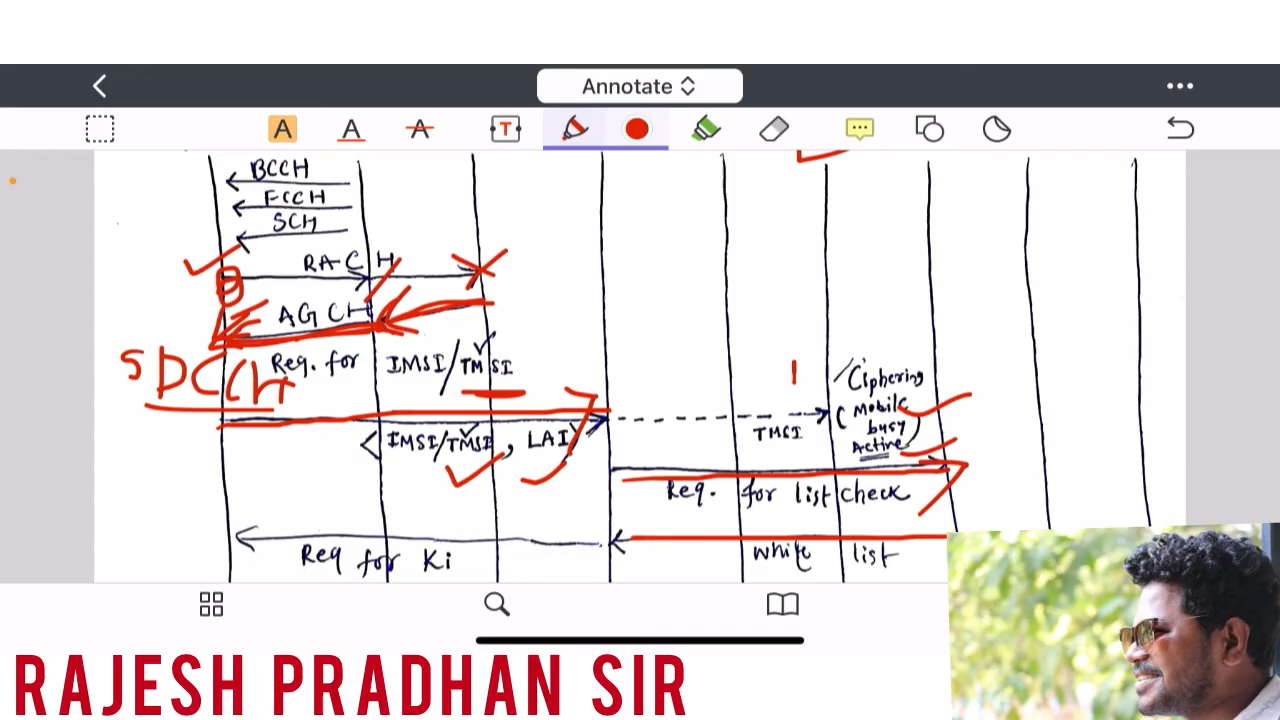 Annotate
A
A
A
T
BCCH
FCCH
SCH
RACH
AGCH
SDCCH
Req. for IMSI/TMSI
Ciphering
(Mobile
busy
Active)
TMSI
<IMSI/TMSI, LAI>
Req. for list check
white list
Req for Ki
RAJESH PRADHAN SIR